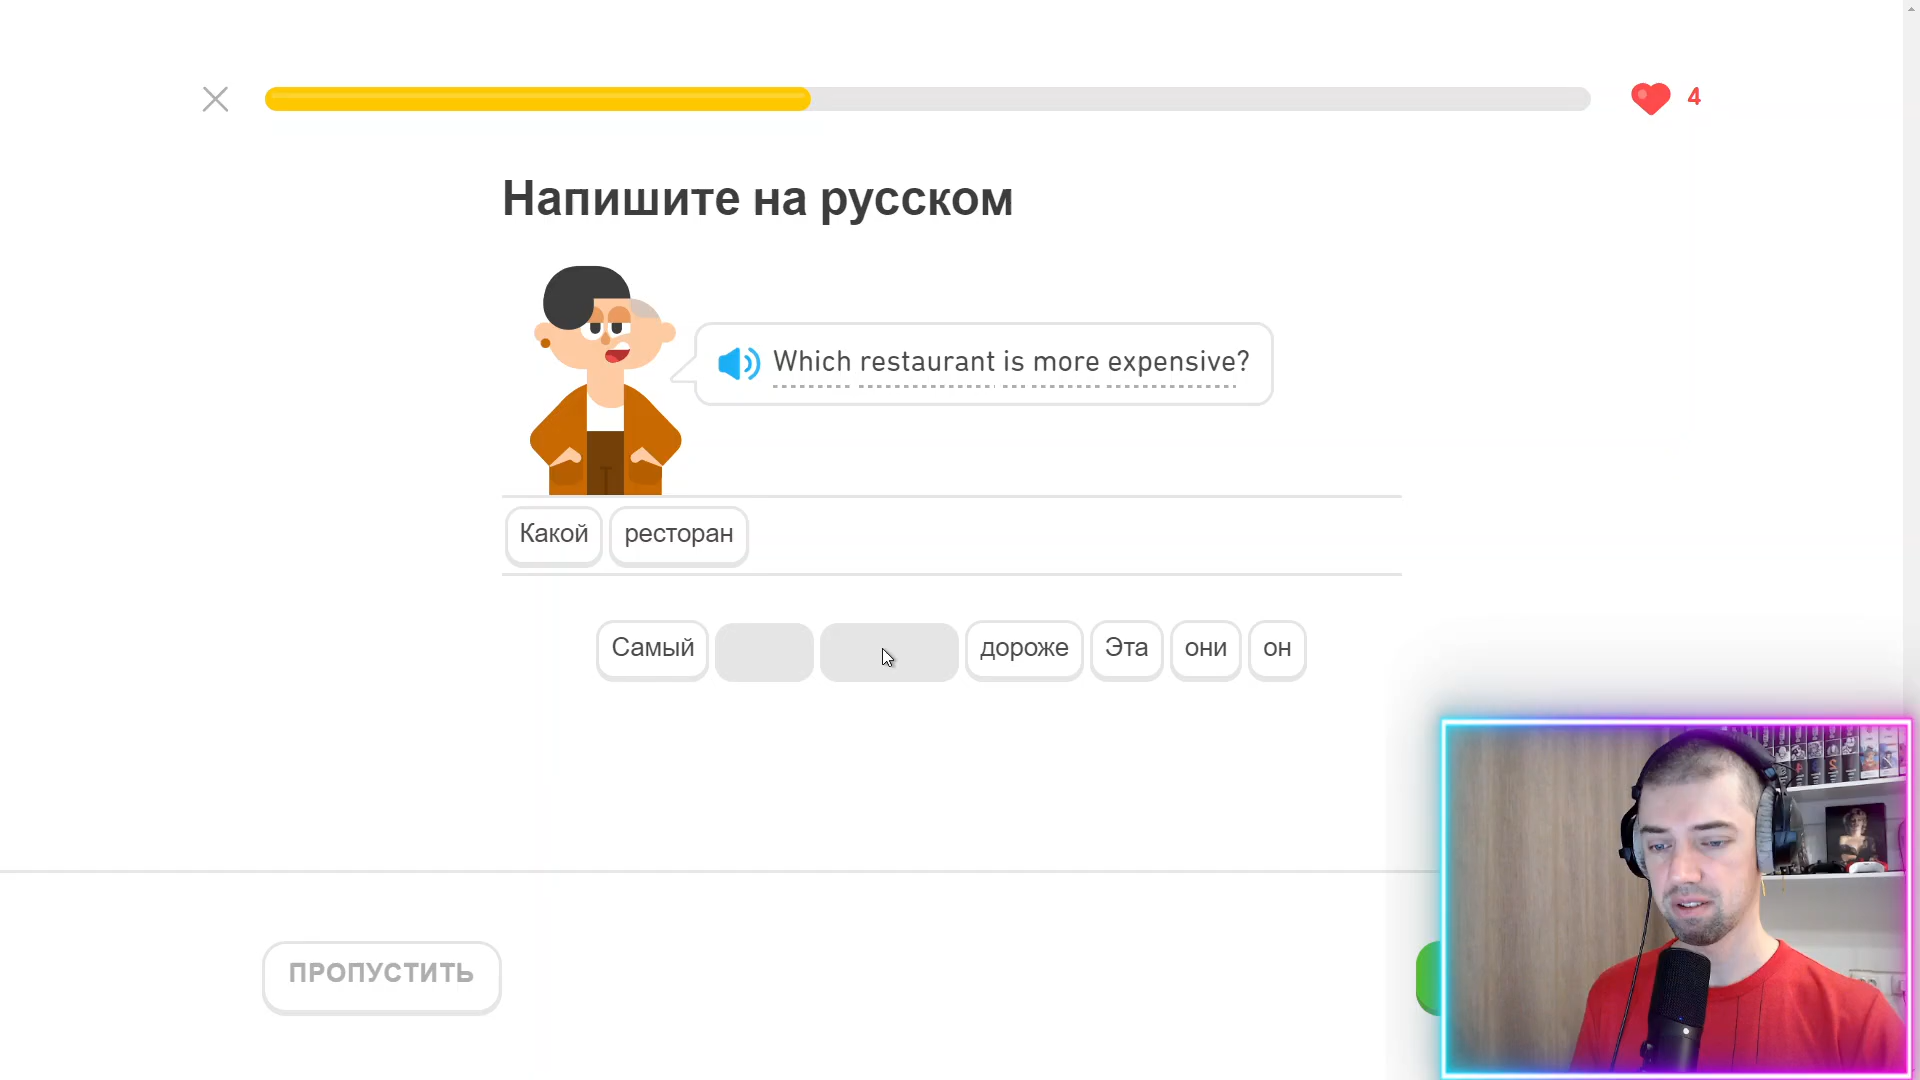 4
Напишите на русском
Which restaurant is more expensive?
Какой ресторан
Самый дороже Эта они он
ПРОПУСТИТЬ